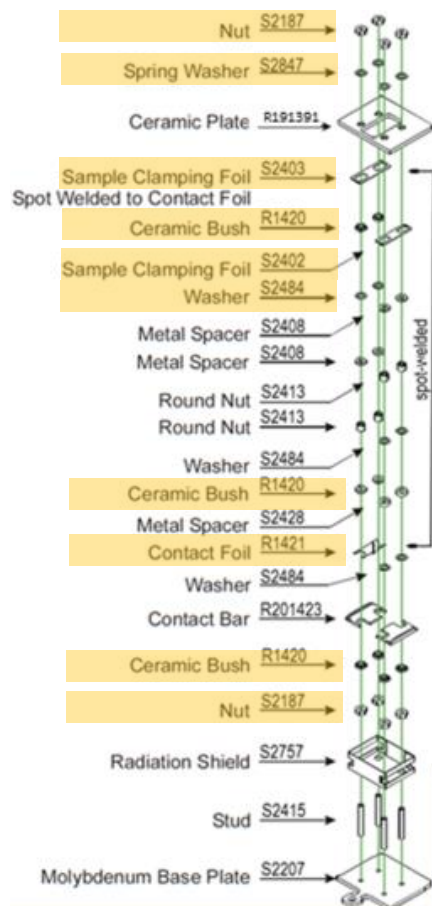 Nut S2187
Spring Washer S2847
Ceramic Plate R191391
Sample Clamping Foil S2403
Spot Welded to Contact Foil
Ceramic Bush R1420
Sample Clamping Foil S2402
Washer S2484
Metal Spacer S2408
Metal Spacer S2408
Round Nut S2413
Round Nut S2413
Washer S2484
Ceramic Bush R1420
Metal Spacer S2428
Contact Foil R1421
Washer S2484
Contact Bar R201423
Ceramic Bush R1420
Nut S2187
Radiation Shield S2757
Stud S2415
Molybdenum Base Plate S2207
spot-welded